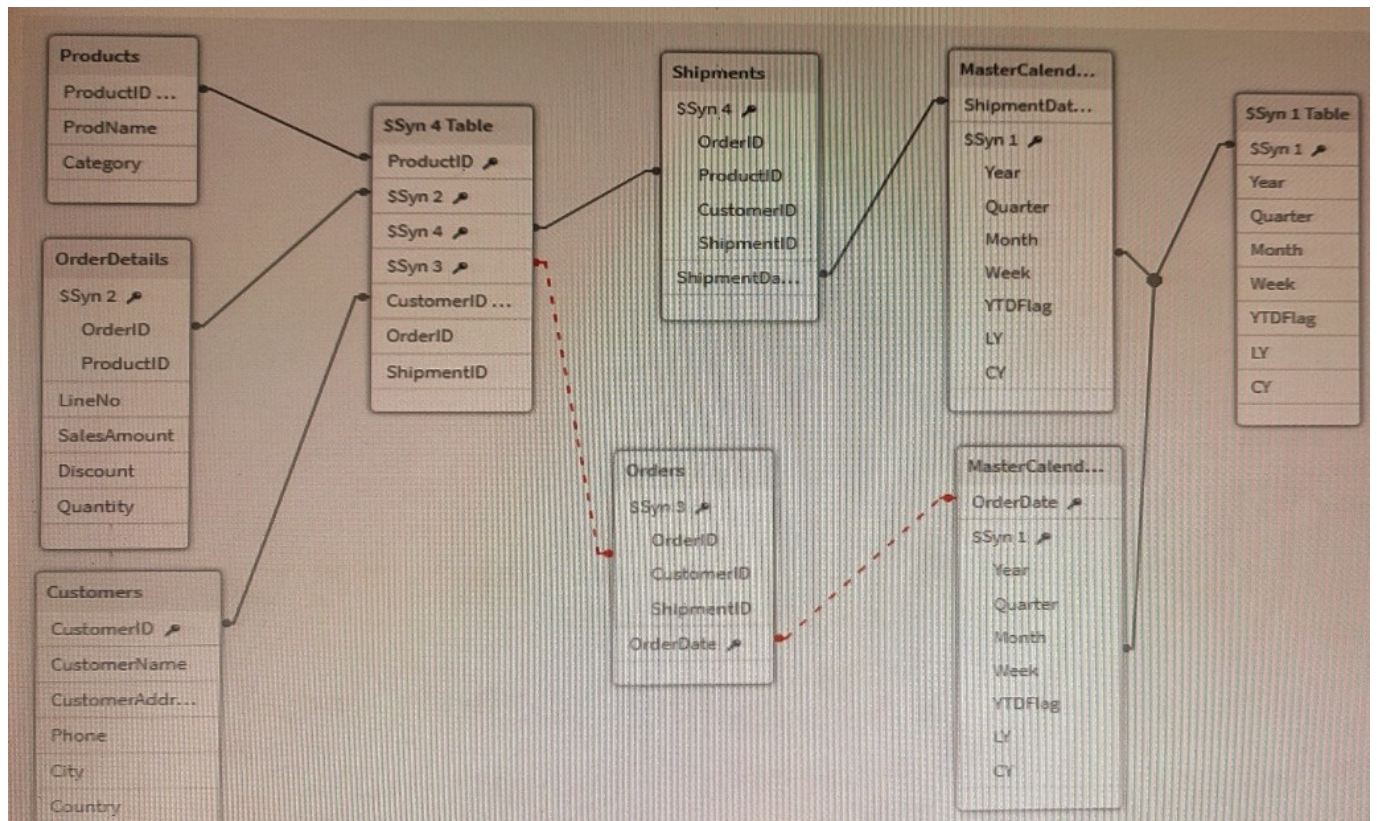 Products
ProductID ...
ProdName
Category
OrderDetails
$Syn 2
OrderID
ProductID
LineNo
SalesAmount
Discount
Quantity
Customers
CustomerID
CustomerName
CustomerAddr...
Phone
City
Country
$Syn 4 Table
ProductID
$Syn 2
$Syn 4
$Syn 3
CustomerID ...
OrderID
ShipmentID
Shipments
$Syn 4
OrderID
ProductID
CustomerID
ShipmentID
ShipmentDa...
Orders
$Syn 3
OrderID
CustomerID
ShipmentID
OrderDate
MasterCalend...
ShipmentDat...
$Syn 1
Year
Quarter
Month
Week
YTDFlag
LY
CY
MasterCalend...
OrderDate
$Syn 1
Year
Quarter
Month
Week
YTDFlag
LY
CY
$Syn 1 Table
$Syn 1
Year
Quarter
Month
Week
YTDFlag
LY
CY